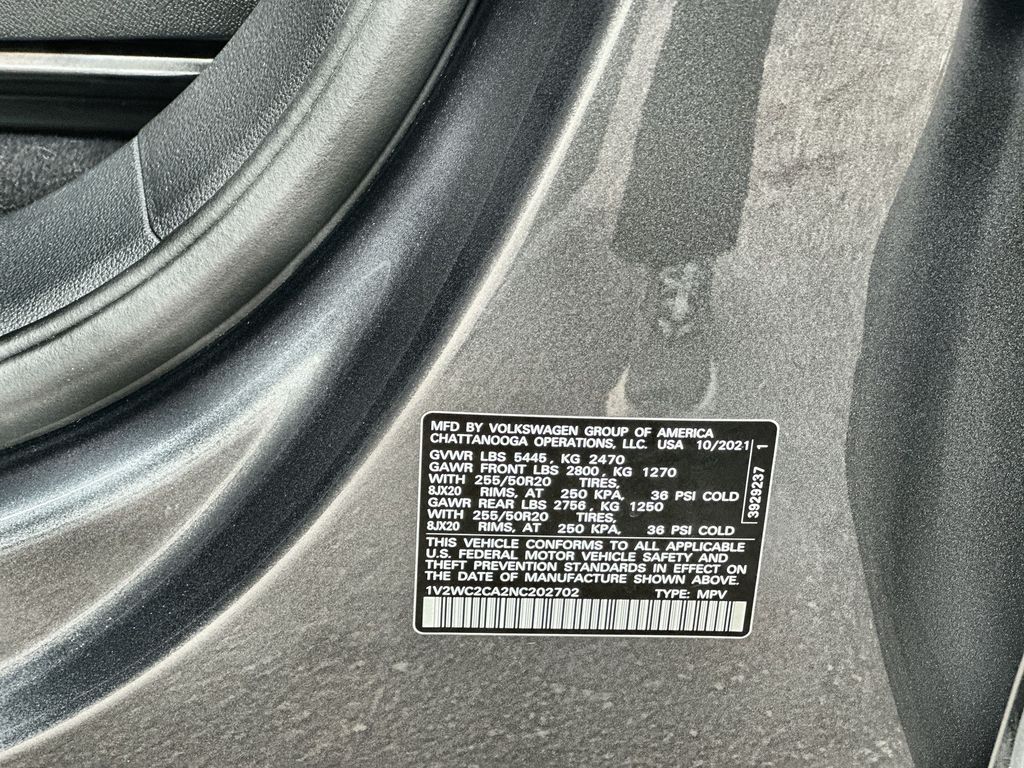 MFD BY VOLKSWAGEN GROUP OF AMERICA
CHATTANOOGA OPERATIONS, LLC. USA 10/2021
GVWR LBS 5445, KG 2470
GAWR FRONT LBS 2800, KG 1270
WITH 255/50R20 TIRES,
8JX20 RIMS, AT 250 KPA, 36 PSI COLD
GAWR REAR LBS 2756, KG 1250
WITH 255/50R20 TIRES,
8JX20 RIMS, AT 250 KPA, 36 PSI COLD
3929237 1
THIS VEHICLE CONFORMS TO ALL APPLICABLE
U.S. FEDERAL MOTOR VEHICLE SAFETY AND
THEFT PREVENTION STANDARDS IN EFFECT ON
THE DATE OF MANUFACTURE SHOWN ABOVE.
1V2WC2CA2NC202702 TYPE: MPV